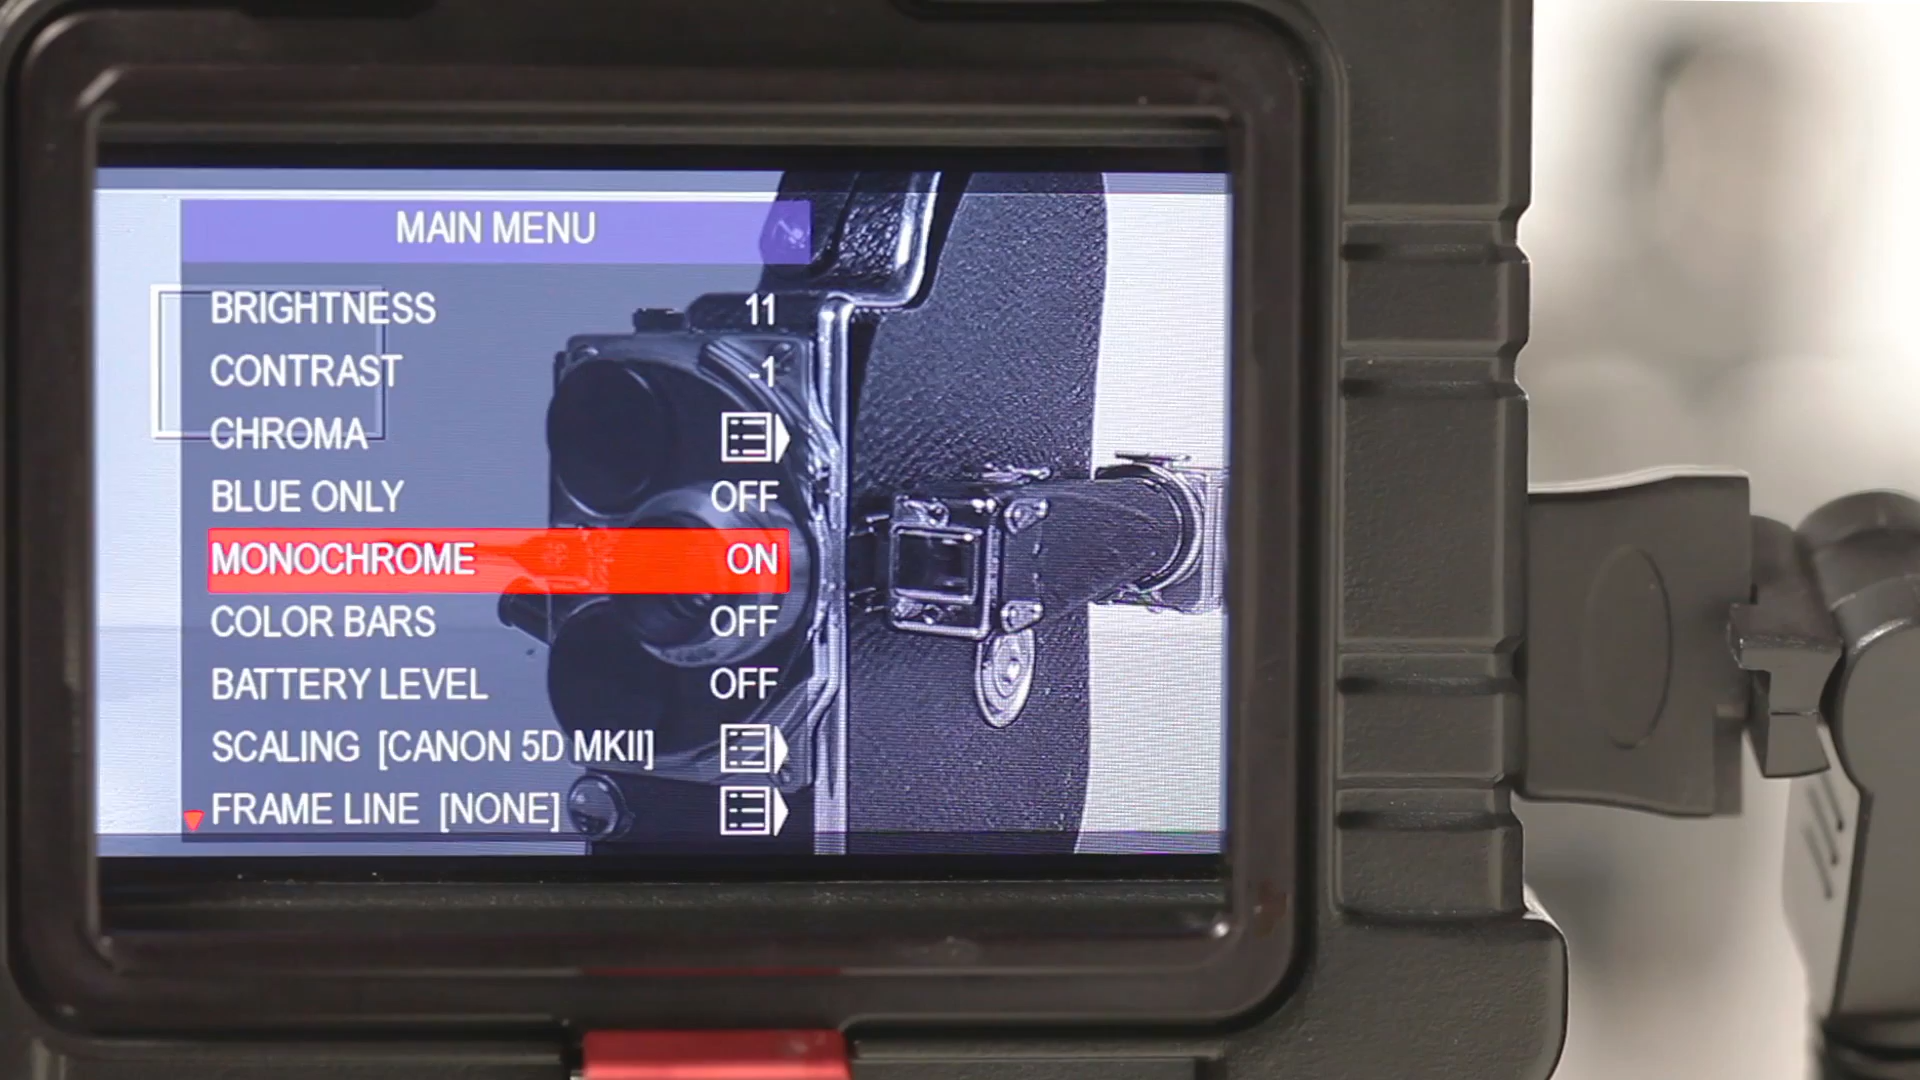 MAIN MENU
BRIGHTNESS 11
CONTRAST -1
CHROMA
BLUE ONLY OFF
MONOCHROME ON
COLOR BARS OFF
BATTERY LEVEL OFF
SCALING [CANON 5D MKII]
FRAME LINE [NONE]